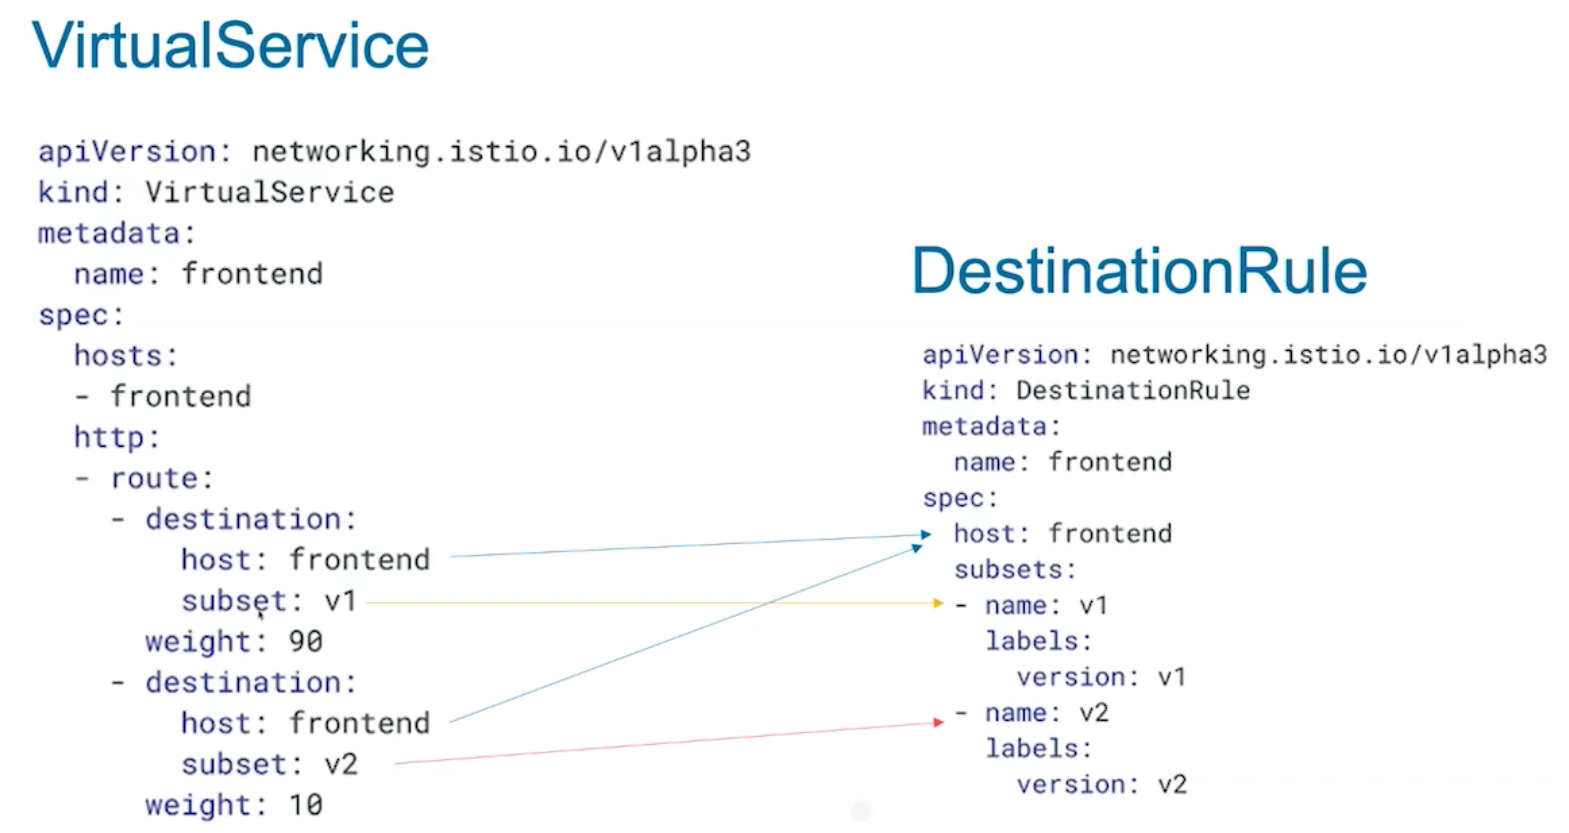 VirtualService
apiVersion: networking.istio.io/v1alpha3
kind: VirtualService
metadata:
  name: frontend
spec:
  hosts:
  - frontend
  http:
  - route:
    - destination:
        host: frontend
        subset: v1
      weight: 90
    - destination:
        host: frontend
        subset: v2
      weight: 10
DestinationRule
apiVersion: networking.istio.io/v1alpha3
kind: DestinationRule
metadata:
  name: frontend
spec:
  host: frontend
  subsets:
  - name: v1
    labels:
      version: v1
  - name: v2
    labels:
      version: v2